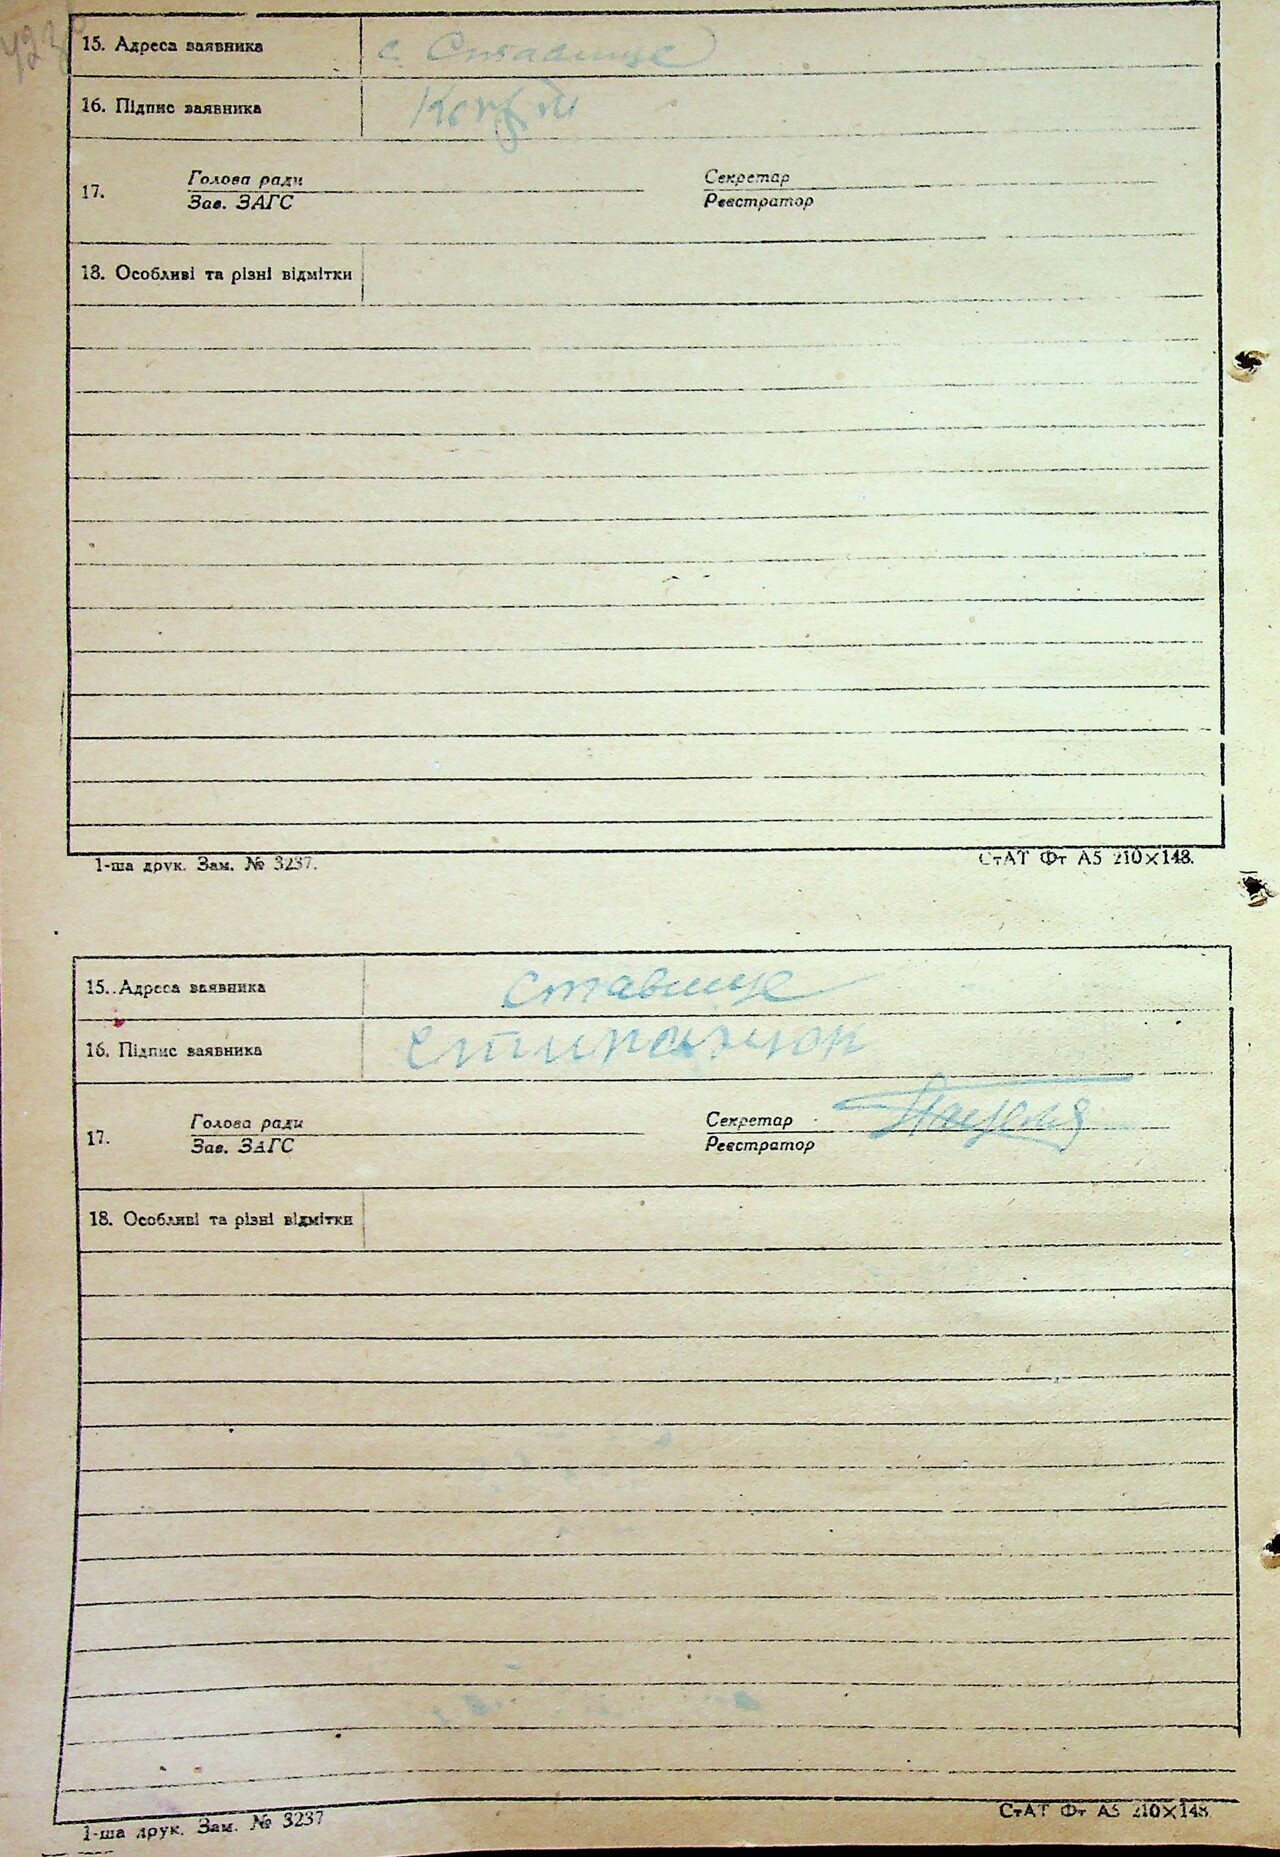 15. Адреса заявника с. Ставище
16. Підпис заявника
17. Голова ради Секретар
Зав. ЗАГС Реєстратор
18. Особливі та різні відмітки
1-ша друк. Зам. № 3237. СтАТ Фт А5 210×148.
15. Адреса заявника Ставище
16. Підпис заявника
17. Голова ради Секретар
Зав. ЗАГС Реєстратор
18. Особливі та різні відмітки
1-ша друк. Зам. № 3237 СтАТ Фт А5 210×148.